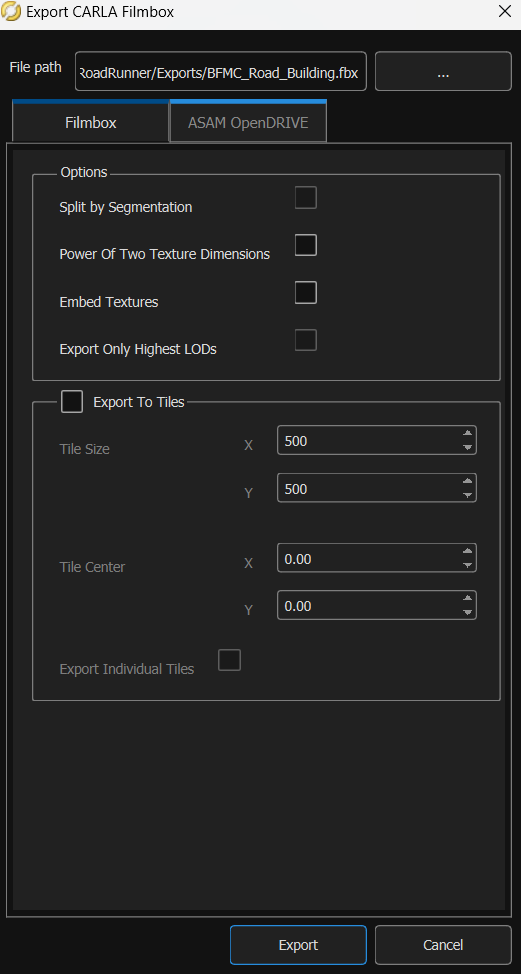 Export CARLA Filmbox
File path
RoadRunner/Exports/BFMC_Road_Building.fbx
...
Filmbox
ASAM OpenDRIVE
Options
Split by Segmentation
Power Of Two Texture Dimensions
Embed Textures
Export Only Highest LODs
Export To Tiles
Tile Size
X
500
Y
500
Tile Center
X
0.00
Y
0.00
Export Individual Tiles
Export
Cancel